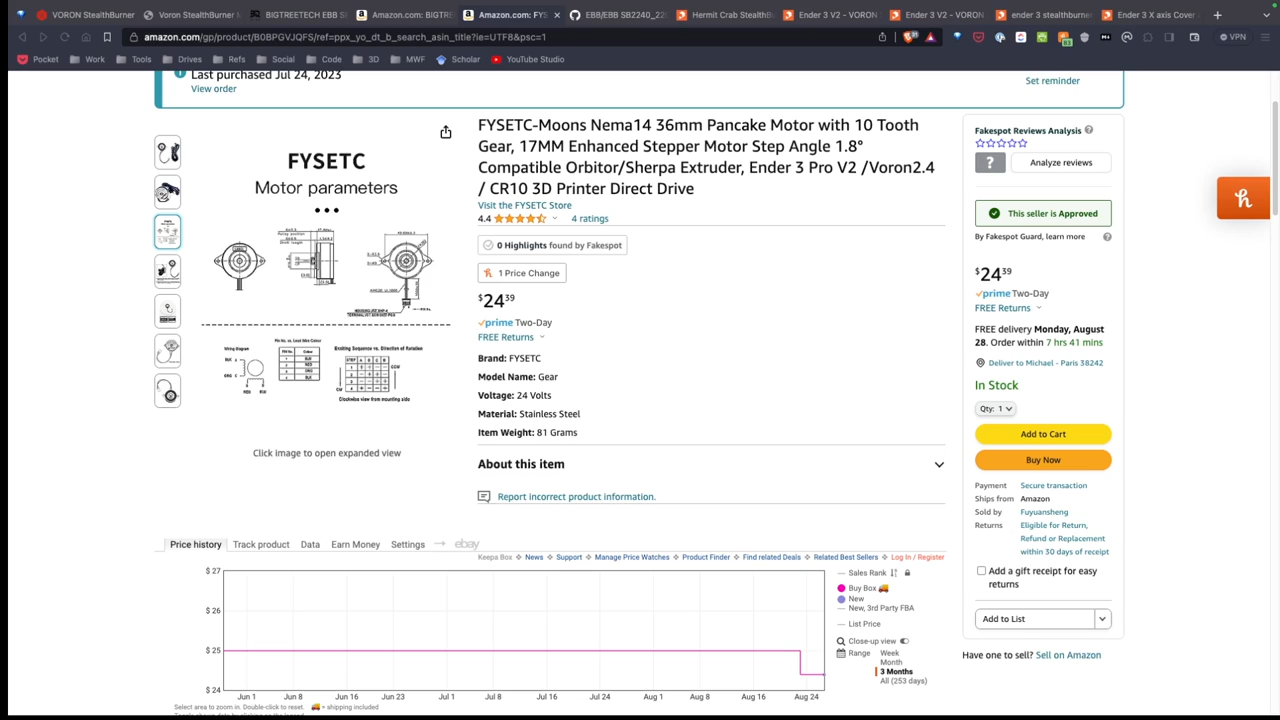 VORON StealthBurner
Voron StealthBurner M
BIGTREETECH EBB S
Amazon.com: BIGTRE
Amazon.com: FYS
EBB/EBB SB2240_22
Hermit Crab StealthB
Ender 3 V2 - VORON
Ender 3 V2 - VORON
ender 3 stealthburner
Ender 3 X axis Cover
amazon.com/gp/product/B0BPGVJQFS/ref=ppx_yo_dt_b_search_asin_title?ie=UTF8&psc=1
VPN
Pocket
Work
Tools
Drives
Refs
Social
Code
3D
MWF
Scholar
YouTube Studio
Last purchased Jul 24, 2023
View order
Set reminder
FYSETC
Motor parameters
Click image to open expanded view
FYSETC-Moons Nema14 36mm Pancake Motor with 10 Tooth
Gear, 17MM Enhanced Stepper Motor Step Angle 1.8°
Compatible Orbitor/Sherpa Extruder, Ender 3 Pro V2 /Voron2.4
/ CR10 3D Printer Direct Drive
Visit the FYSETC Store
4.4 4 ratings
0 Highlights found by Fakespot
1 Price Change
$24 39
prime Two-Day
FREE Returns
Brand: FYSETC
Model Name: Gear
Voltage: 24 Volts
Material: Stainless Steel
Item Weight: 81 Grams
About this item
Report incorrect product information.
Fakespot Reviews Analysis
? Analyze reviews
This seller is Approved
By Fakespot Guard, learn more
$24 39
prime Two-Day
FREE Returns
FREE delivery Monday, August
28. Order within 7 hrs 41 mins
Deliver to Michael - Paris 38242
In Stock
Qty: 1
Add to Cart
Buy Now
Payment Secure transaction
Ships from Amazon
Sold by Fuyuansheng
Returns Eligible for Return,
Refund or Replacement
within 30 days of receipt
Add a gift receipt for easy
returns
Add to List
Have one to sell? Sell on Amazon
Price history Track product Data Earn Money Settings ebay
Keepa Box News Support Manage Price Watches Product Finder Find related Deals Related Best Sellers Log In / Register
$ 27
$ 26
$ 25
$ 24
Jun 1 Jun 8 Jun 16 Jun 23 Jul 1 Jul 8 Jul 16 Jul 24 Aug 1 Aug 8 Aug 16 Aug 24
Sales Rank
Buy Box
New
New, 3rd Party FBA
List Price
Close-up view
Range Week
Month
3 Months
All (253 days)
Select area to zoom in. Double-click to reset. = shipping included